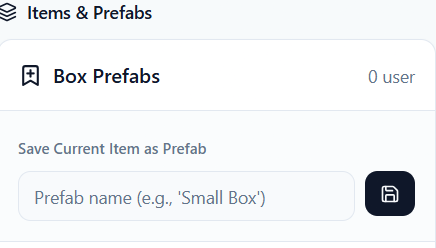 Items & Prefabs
Box Prefabs
0 user
Save Current Item as Prefab
Prefab name (e.g., 'Small Box')